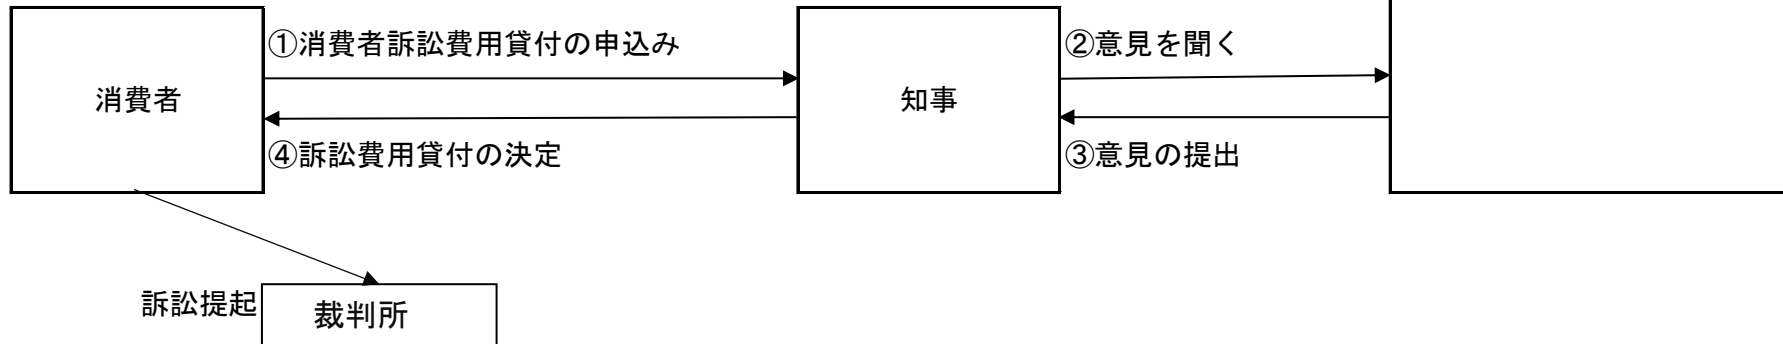 ①消費者訴訟費用貸付の申込み
②意見を聞く
消費者
知事
④訴訟費用貸付の決定
③意見の提出
訴訟提起
裁判所